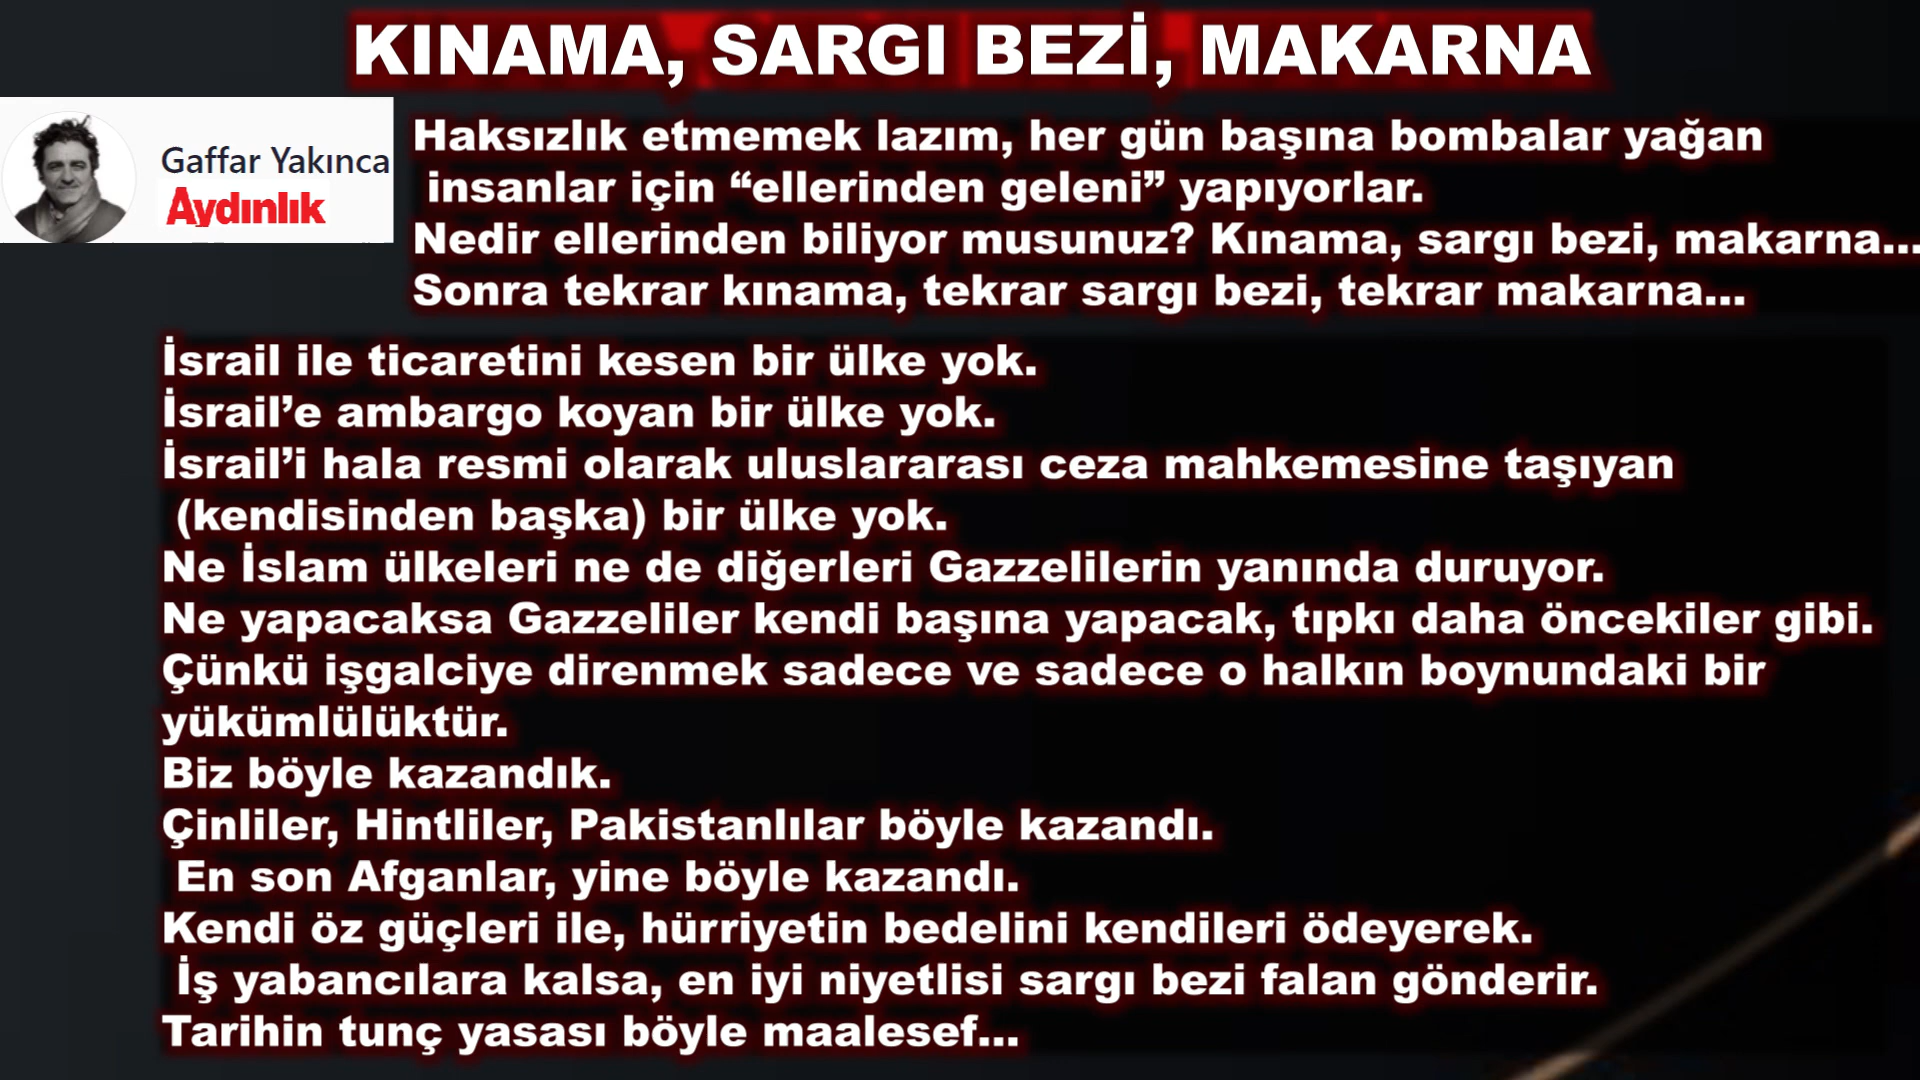 KINAMA, SARGI BEZİ, MAKARNA
Gaffar Yakınca
Aydınlık
Haksızlık etmemek lazım, her gün başına bombalar yağan
insanlar için “ellerinden geleni” yapıyorlar.
Nedir ellerinden biliyor musunuz? Kınama, sargı bezi, makarna...
Sonra tekrar kınama, tekrar sargı bezi, tekrar makarna...
İsrail ile ticaretini kesen bir ülke yok.
İsrail’e ambargo koyan bir ülke yok.
İsrail’i hala resmi olarak uluslararası ceza mahkemesine taşıyan
(kendisinden başka) bir ülke yok.
Ne İslam ülkeleri ne de diğerleri Gazzelilerin yanında duruyor.
Ne yapacaksa Gazzeliler kendi başına yapacak, tıpkı daha öncekiler gibi.
Çünkü işgalciye direnmek sadece ve sadece o halkın boynundaki bir
yükümlülüktür.
Biz böyle kazandık.
Çinliler, Hintliler, Pakistanlılar böyle kazandı.
En son Afganlar, yine böyle kazandı.
Kendi öz güçleri ile, hürriyetin bedelini kendileri ödeyerek.
İş yabancılara kalsa, en iyi niyetlisi sargı bezi falan gönderir.
Tarihin tunç yasası böyle maalesef...